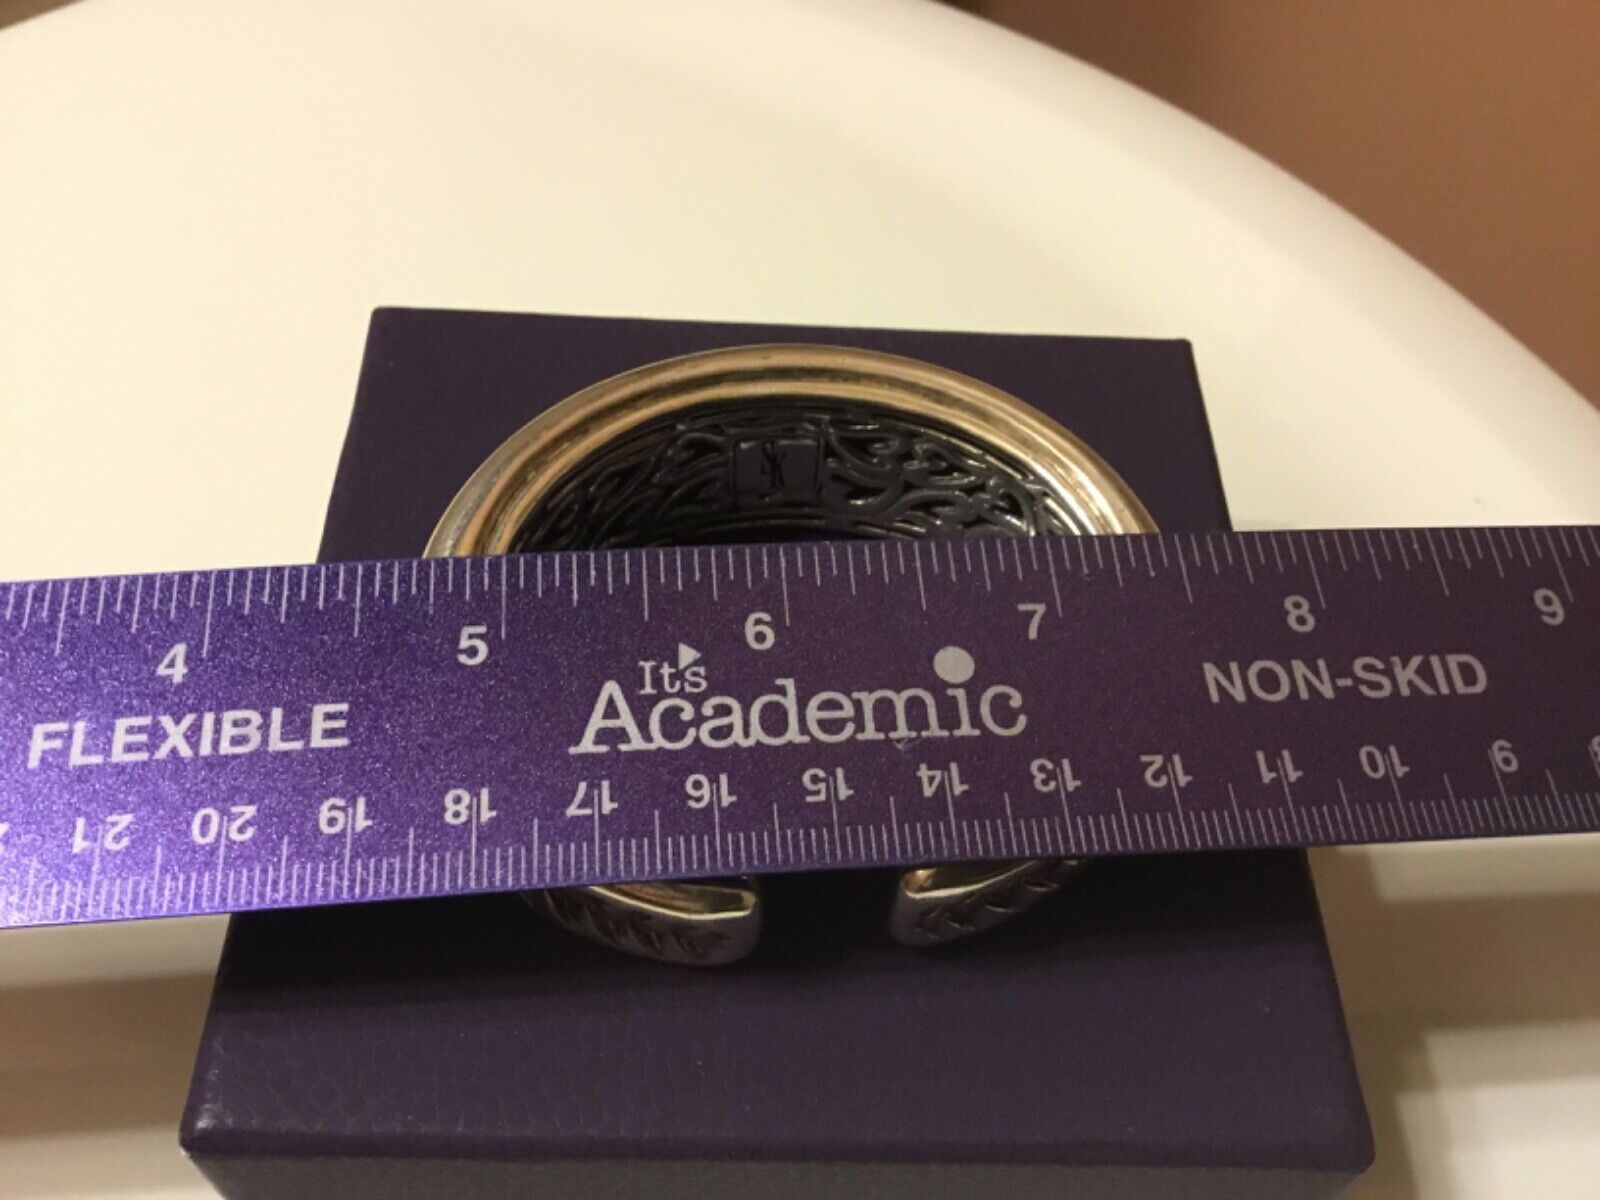 SK
4 5 6 7 8 9
It's
Academic
FLEXIBLE
NON-SKID
21 20 19 18 17 16 15 14 13 12 11 10 9